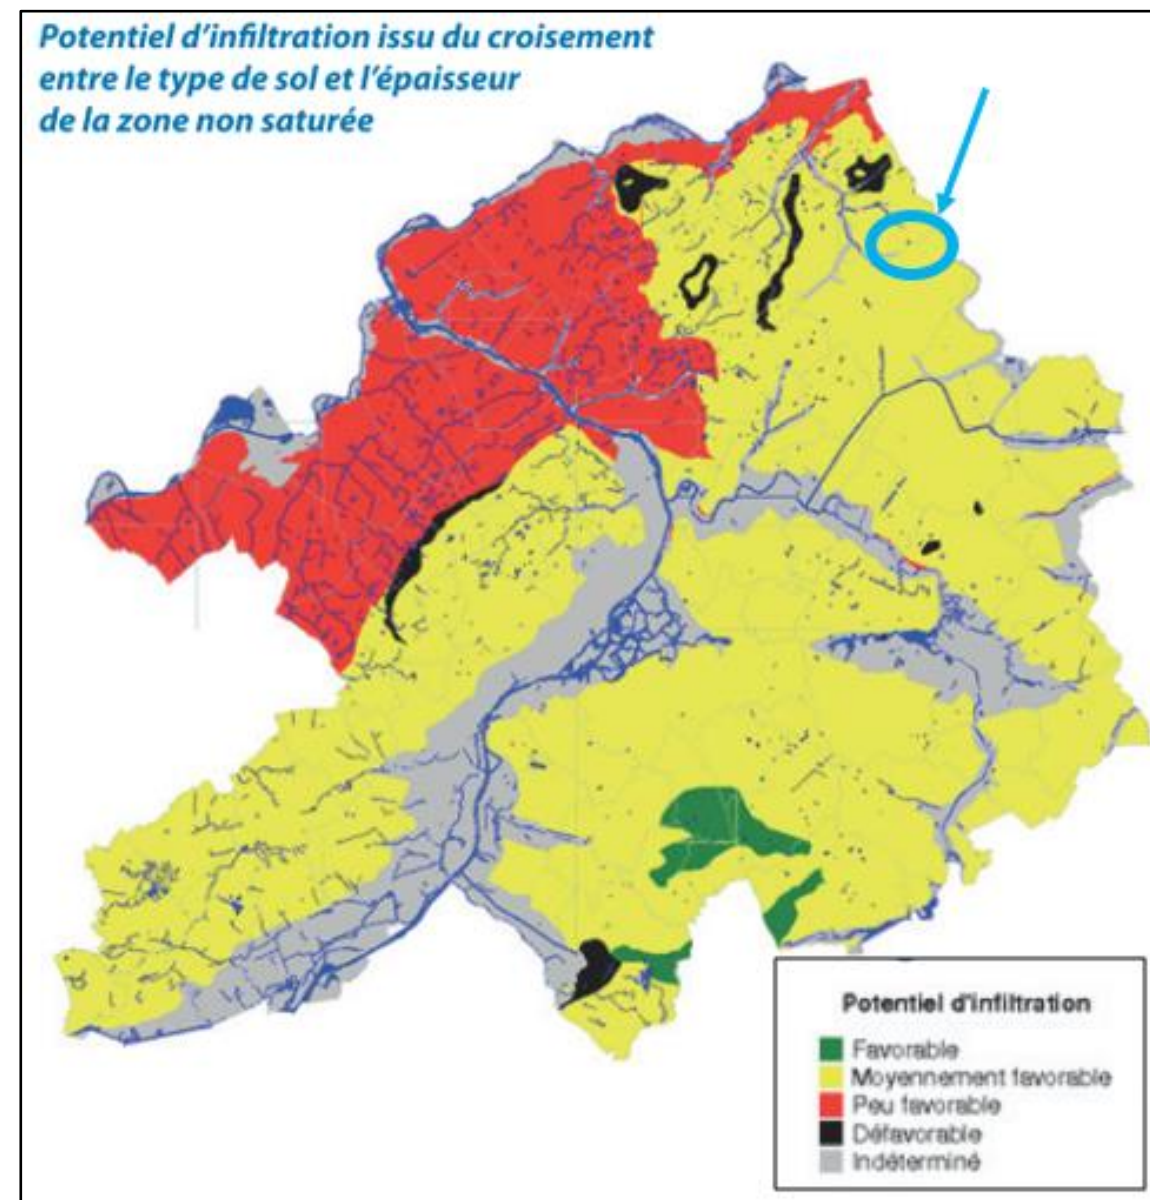 Potentiel d'infiltration issu du croisement
entre le type de sol et l'épaisseur
de la zone non saturée
Potentiel d'infiltration
Favorable
Moyennement favorable
Peu favorable
Défavorable
Indéterminé